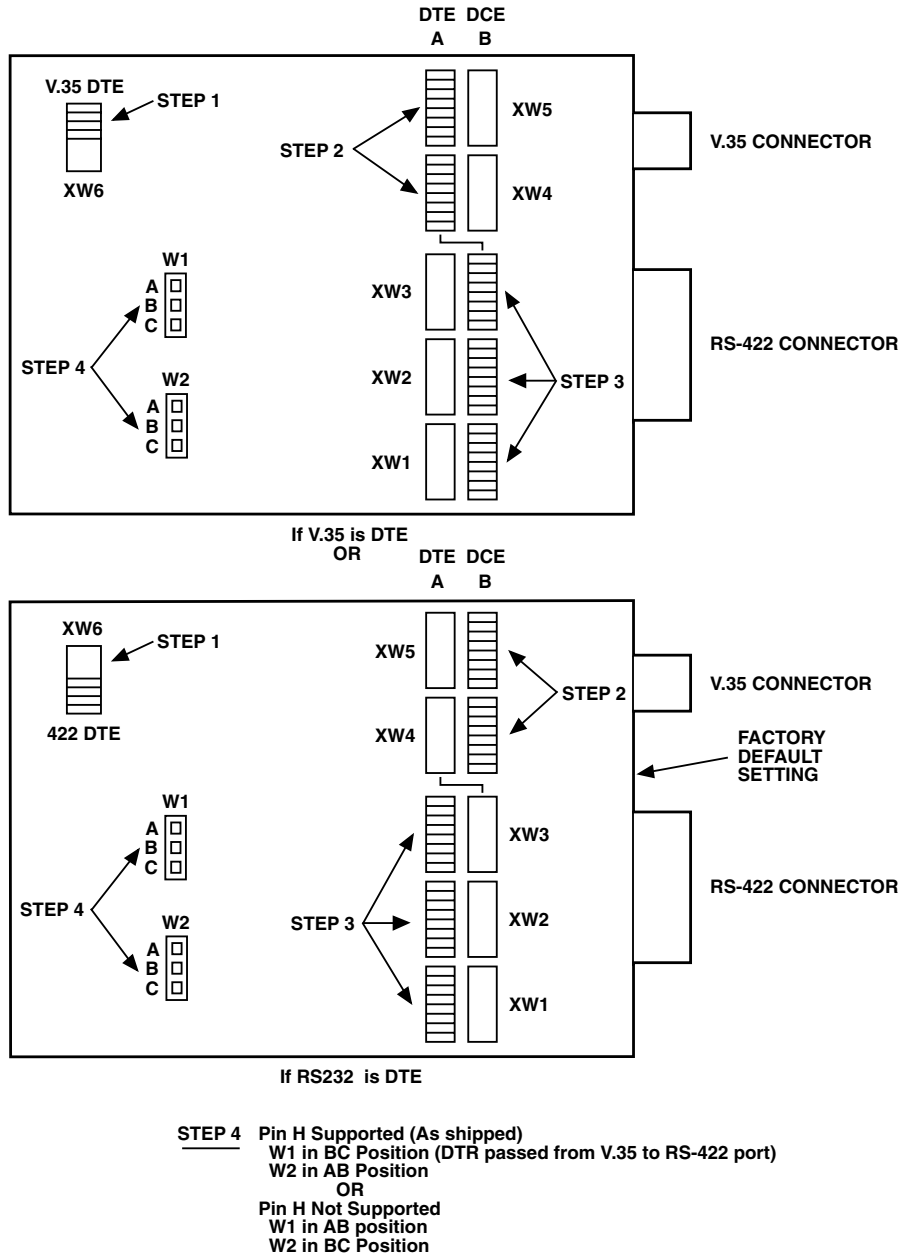 DTE DCE
A B
V.35 DTE
STEP 1
XW6
STEP 2
XW5
XW4
V.35 CONNECTOR
W1
A
B
C
STEP 4
W2
A
B
C
XW3
XW2
XW1
STEP 3
RS-422 CONNECTOR
If V.35 is DTE
OR
DTE DCE
A B
XW6
STEP 1
422 DTE
XW5
XW4
STEP 2
V.35 CONNECTOR
FACTORY
DEFAULT
SETTING
W1
A
B
C
STEP 4
W2
A
B
C
STEP 3
XW3
XW2
XW1
RS-422 CONNECTOR
If RS232 is DTE
STEP 4 Pin H Supported (As shipped)
W1 in BC Position (DTR passed from V.35 to RS-422 port)
W2 in AB Position
OR
Pin H Not Supported
W1 in AB position
W2 in BC Position